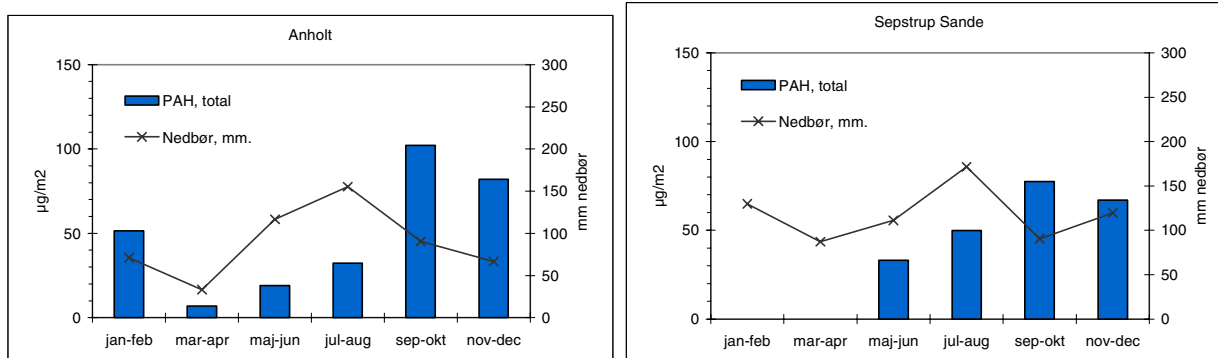 Anholt
150
100
50
0
µg/m2
PAH, total
Nedbør, mm.
300
250
200
150
100
50
0
mm nedbør
jan-feb mar-apr maj-jun jul-aug sep-okt nov-dec
Sepstrup Sande
150
100
50
0
µg/m2
PAH, total
Nedbør, mm.
300
250
200
150
100
50
0
mm nedbør
jan-feb mar-apr maj-jun jul-aug sep-okt nov-dec